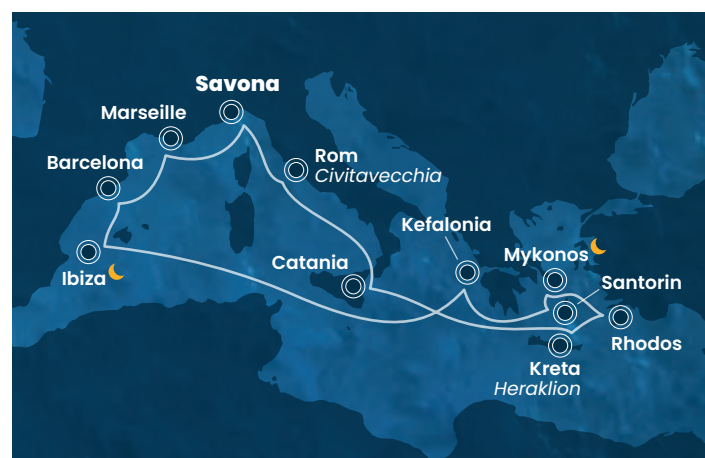 Savona
Marseille
Barcelona
Rom
Civitavecchia
Kefalonia
Mykonos
Catania
Ibiza
Santorin
Rhodos
Kreta
Heraklion